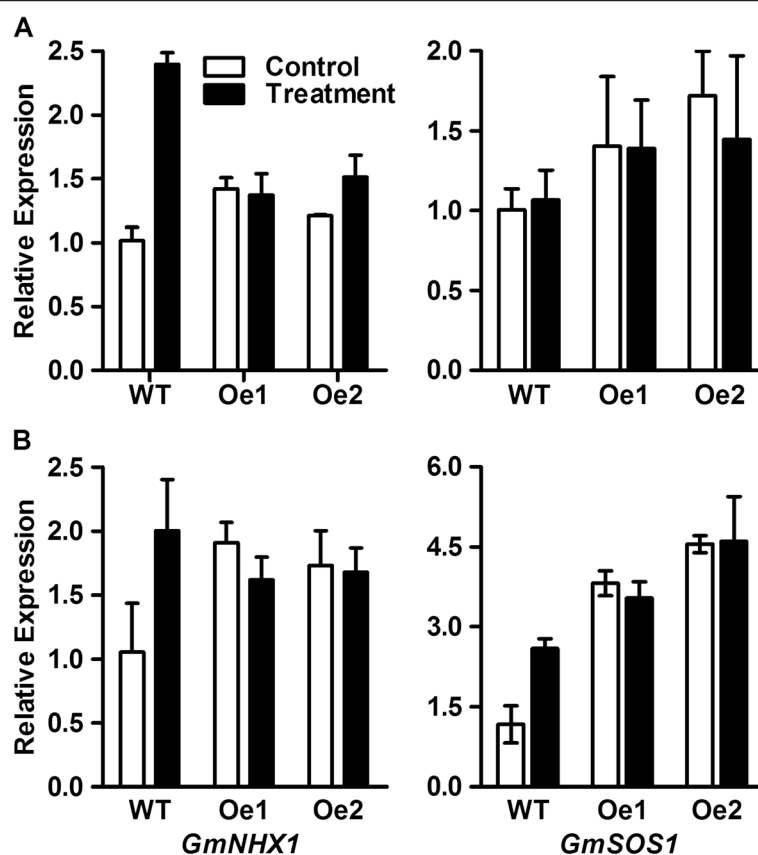 A
Relative Expression
2.5
2.0
1.5
1.0
0.5
0.0
Control
Treatment
WT Oe1 Oe2
2.0
1.5
1.0
0.5
0.0
WT Oe1 Oe2
B
Relative Expression
2.5
2.0
1.5
1.0
0.5
0.0
WT Oe1 Oe2
GmNHX1
6.0
4.5
3.0
1.5
0.0
WT Oe1 Oe2
GmSOS1